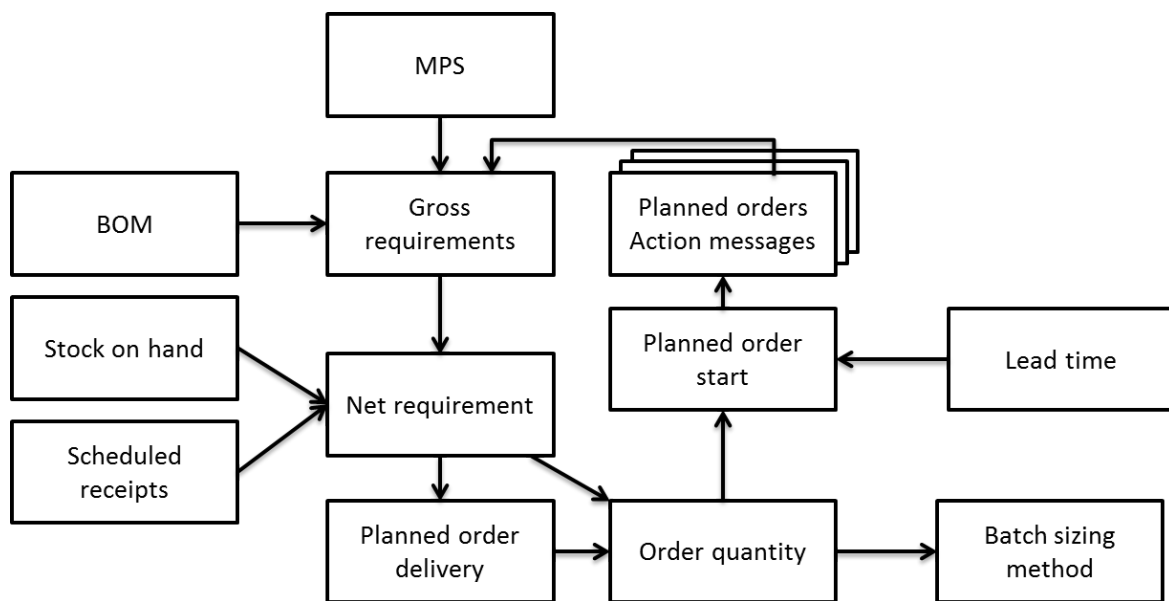 MPS
BOM
Gross
requirements
Planned orders
Action messages
Stock on hand
Planned order
start
Lead time
Net requirement
Scheduled
receipts
Planned order
delivery
Order quantity
Batch sizing
method